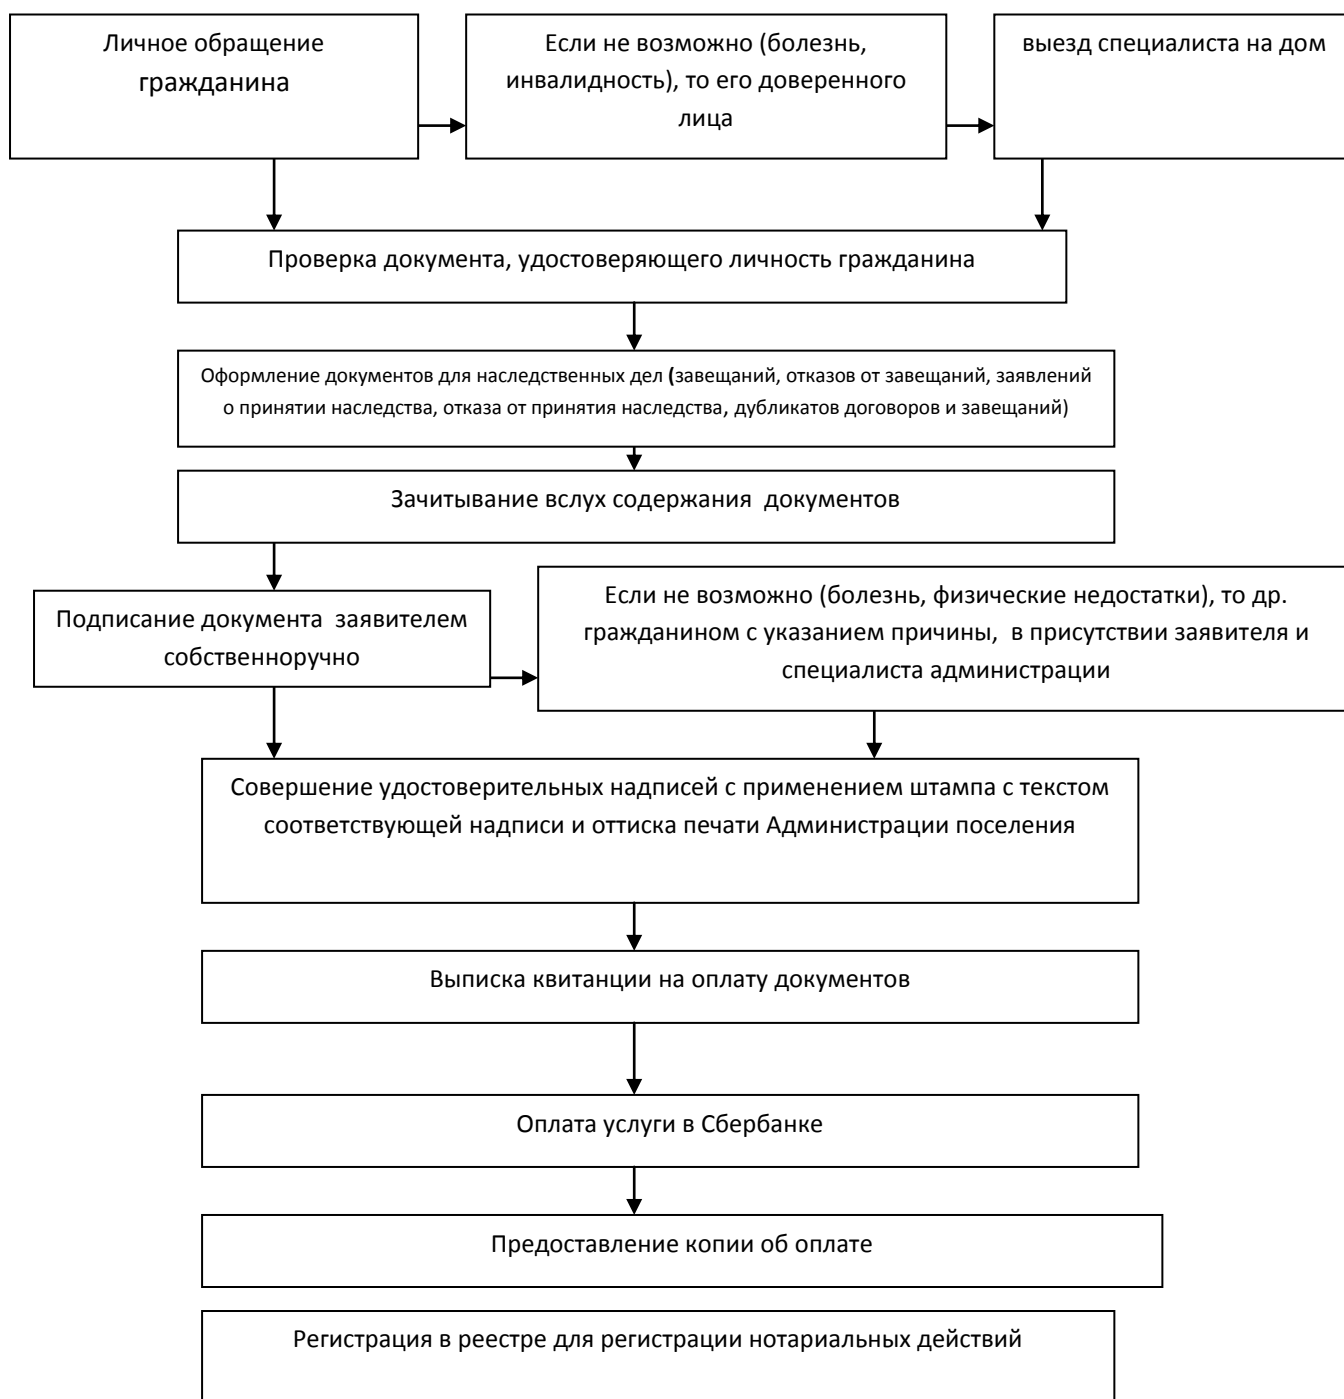 Личное обращение
гражданина
Если не возможно (болезнь,
инвалидность), то его доверенного
лица
выезд специалиста на дом
Проверка документа, удостоверяющего личность гражданина
Оформление документов для наследственных дел (завещаний, отказов от завещаний, заявлений
о принятии наследства, отказа от принятия наследства, дубликатов договоров и завещаний)
Зачитывание вслух содержания  документов
Подписание документа  заявителем
собственноручно
Если не возможно (болезнь, физические недостатки), то др.
гражданином с указанием причины,  в присутствии заявителя и
специалиста администрации
Совершение удостоверительных надписей с применением штампа с текстом
соответствующей надписи и оттиска печати Администрации поселения
Выписка квитанции на оплату документов
Оплата услуги в Сбербанке
Предоставление копии об оплате
Регистрация в реестре для регистрации нотариальных действий